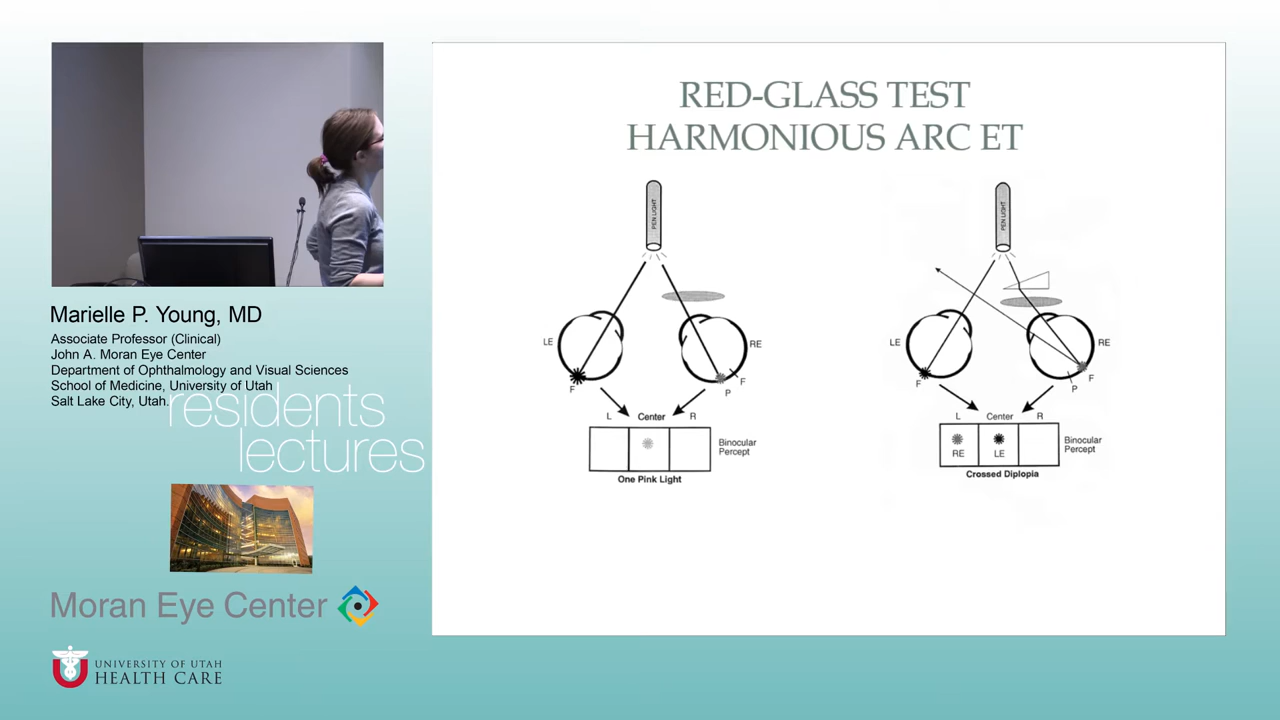 RED-GLASS TEST
HARMONIOUS ARC ET
PEN LIGHT
LE
RE
F
F
P
L Center R
Binocular
Percept
One Pink Light
PEN LIGHT
LE
RE
F
F
P
L Center R
RE LE
Binocular
Percept
Crossed Diplopia
Marielle P. Young, MD
Associate Professor (Clinical)
John A. Moran Eye Center
Department of Ophthalmology and Visual Sciences
School of Medicine, University of Utah
Salt Lake City, Utah.
residents
lectures
Moran Eye Center
UNIVERSITY OF UTAH
HEALTH CARE